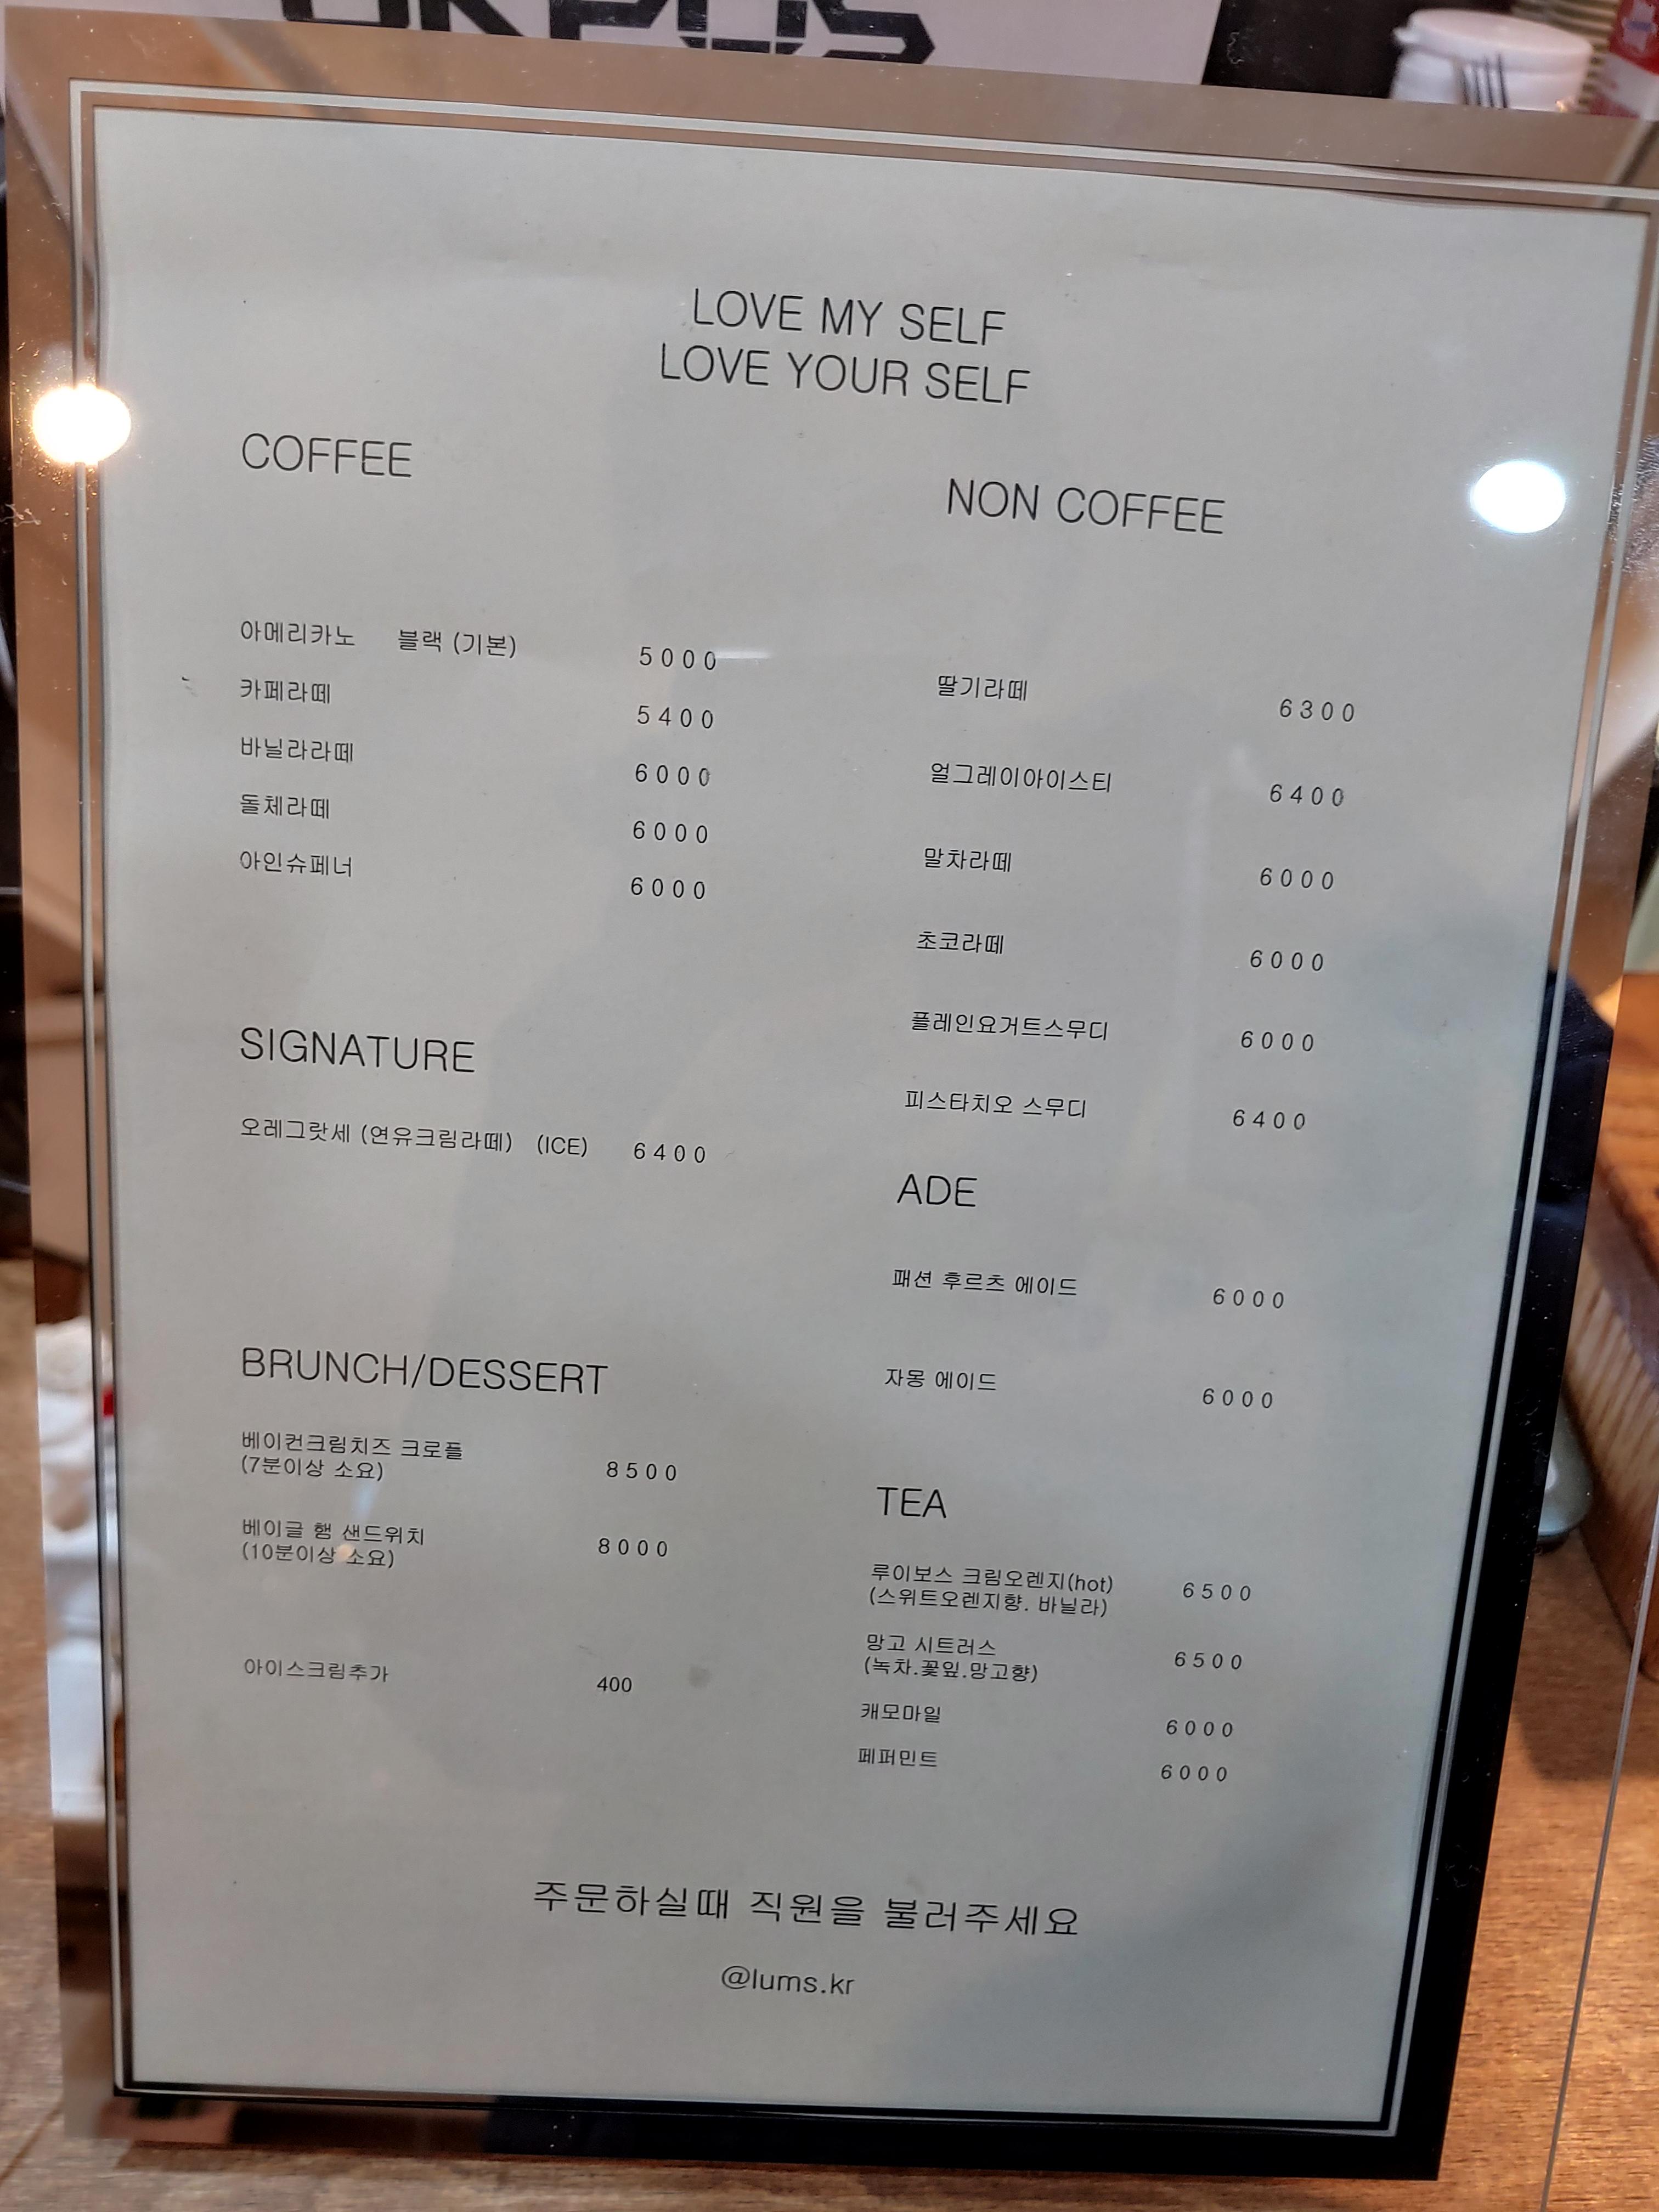 LOVE MY SELF
LOVE YOUR SELF
COFFEE
아메리카노 블랙 (기본) 5000
카페라떼 5400
바닐라라떼 6000
돌체라떼 6000
아인슈페너 6000
SIGNATURE
오레그랏세 (연유크림라떼) (ICE) 6400
BRUNCH/DESSERT
베이컨크림치즈 크로플 8500
(7분이상 소요)
베이글 햄 샌드위치 8000
(10분이상 소요)
아이스크림추가 400
NON COFFEE
딸기라떼 6300
얼그레이아이스티 6400
말차라떼 6000
초코라떼 6000
플레인요거트스무디 6000
피스타치오 스무디 6400
ADE
패션 후르츠 에이드 6000
자몽 에이드 6000
TEA
루이보스 크림오렌지(hot) 6500
(스위트오렌지향. 바닐라)
망고 시트러스 6500
(녹차.꽃잎.망고향)
캐모마일 6000
페퍼민트 6000
주문하실때 직원을 불러주세요
@lums.kr